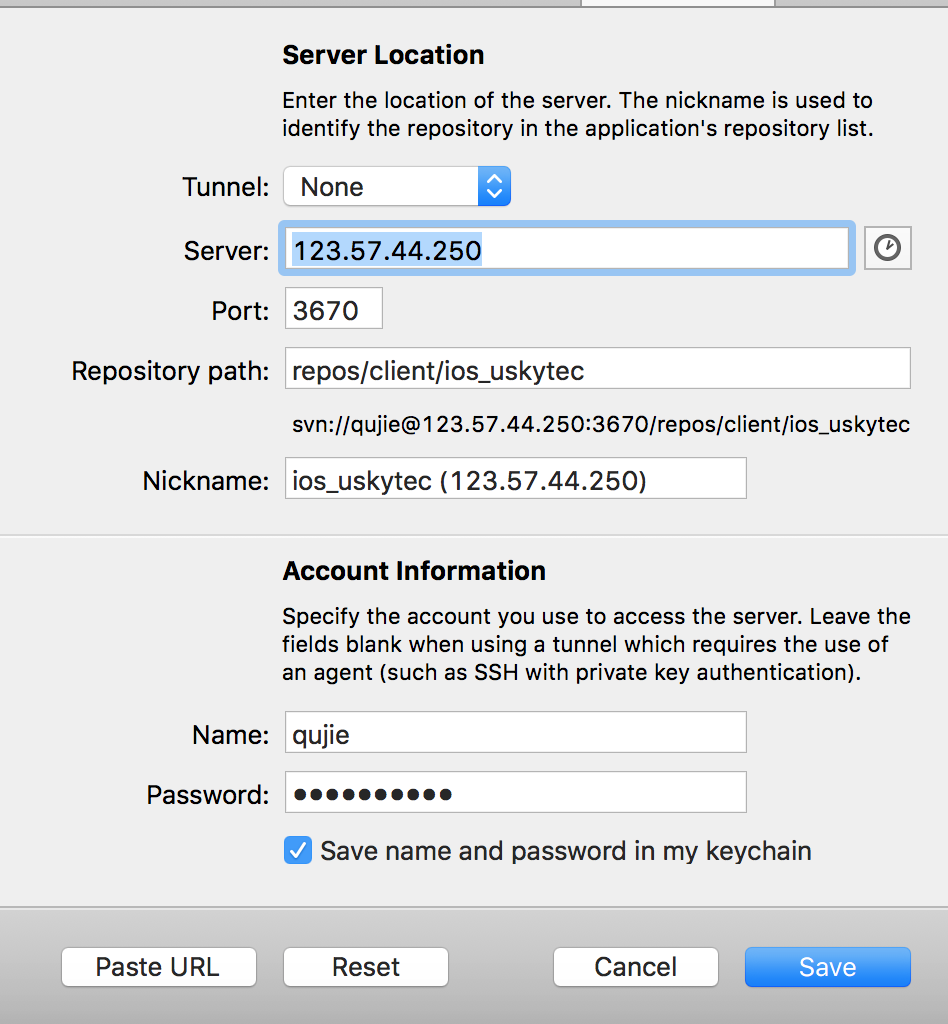 Server Location
Enter the location of the server. The nickname is used to
identify the repository in the application's repository list.
Tunnel: None
Server: 123.57.44.250
Port: 3670
Repository path: repos/client/ios_uskytec
svn://qujie@123.57.44.250:3670/repos/client/ios_uskytec
Nickname: ios_uskytec (123.57.44.250)
Account Information
Specify the account you use to access the server. Leave the
fields blank when using a tunnel which requires the use of
an agent (such as SSH with private key authentication).
Name: qujie
Password: ••••••••••
Save name and password in my keychain
Paste URL Reset Cancel Save